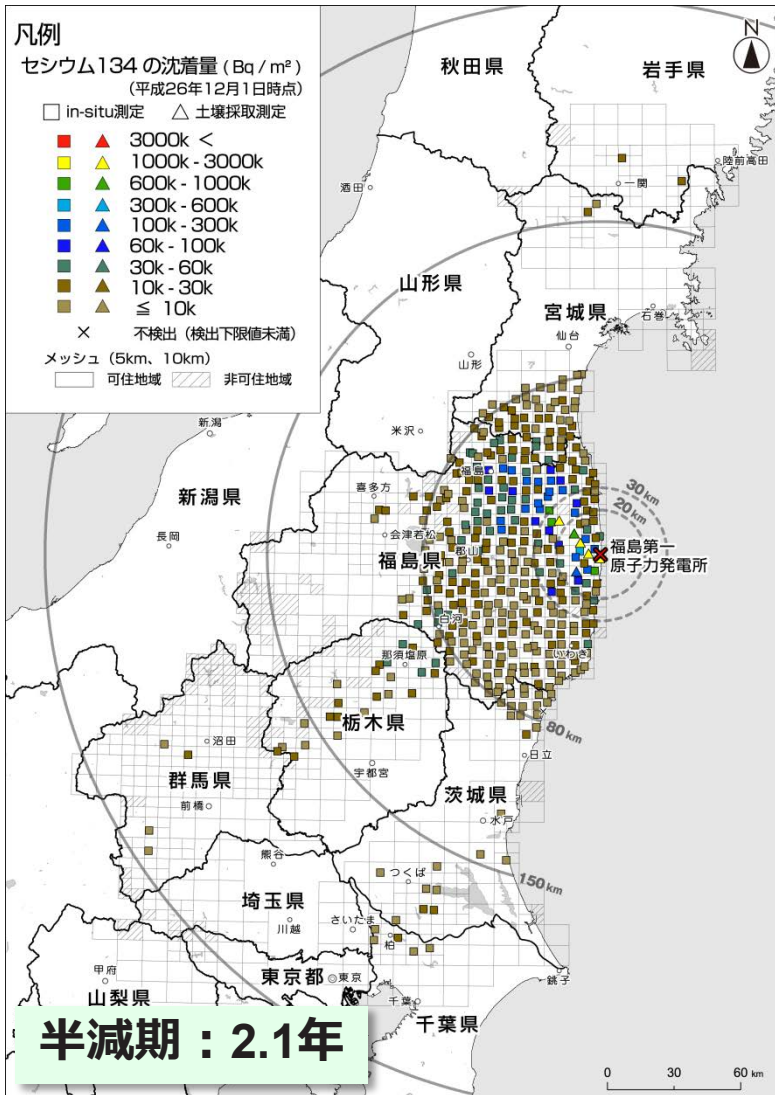 凡例
セシウム134 の沈着量 ( Bq / m² )
(平成26年12月1日時点)
□ in-situ測定 △ 土壌採取測定
3000k <
1000k - 3000k
600k - 1000k
300k - 600k
100k - 300k
60k - 100k
30k - 60k
10k - 30k
≦ 10k
× 不検出（検出下限値未満）
メッシュ（5km、10km）
可住地域 非可住地域
N
秋田県
岩手県
陸前高田
一関
酒田
山形県
宮城県
石巻
仙台
山形
新潟
米沢
福島
新潟県
喜多方
30 km
20 km
長岡
会津若松
福島県
郡山
福島第一
原子力発電所
白河
いわき
那須塩原
栃木県
80 km
沼田
日立
群馬県
宇都宮
茨城県
前橋
水戸
熊谷
つくば
150 km
埼玉県
さいたま
川越
柏
甲府
東京都
東京
銚子
山梨県
千葉
千葉県
半減期：2.1年
0 30 60 km